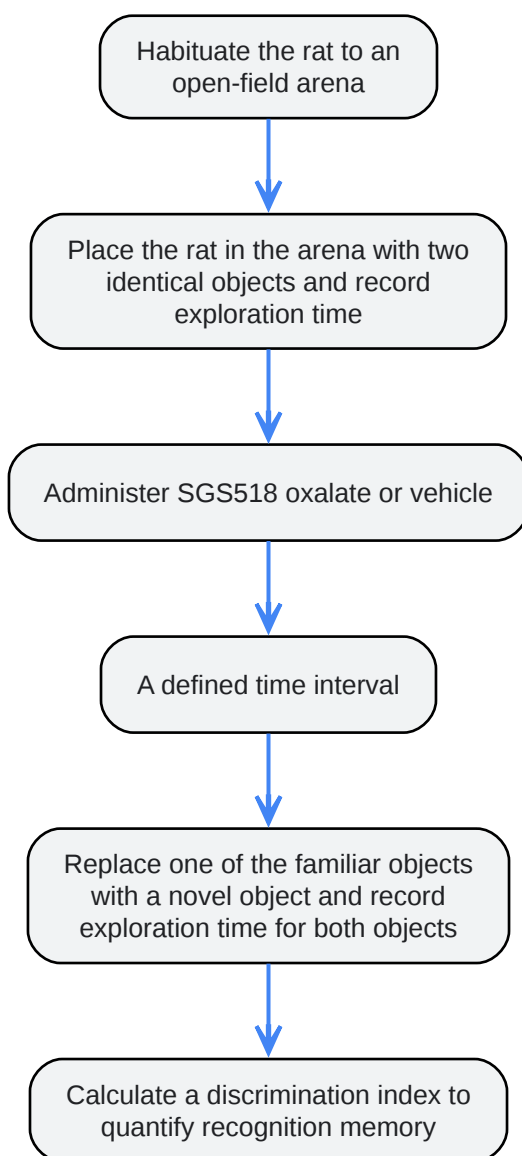 Habituate the rat to an
open-field arena
Place the rat in the arena with two
identical objects and record
exploration time
Administer SGS518 oxalate or vehicle
A defined time interval
Replace one of the familiar objects
with a novel object and record
exploration time for both objects
Calculate a discrimination index to
quantify recognition memory